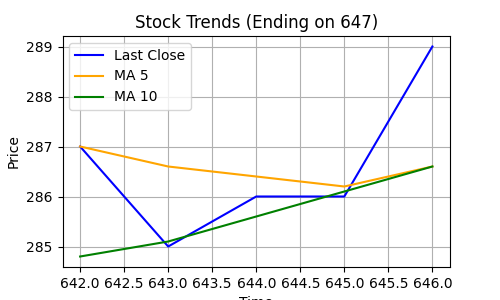 Stock Trends (Ending on 647)
Last Close
MA 5
MA 10
Price
289
288
287
286
285
642.0 642.5 643.0 643.5 644.0 644.5 645.0 645.5 646.0
Time